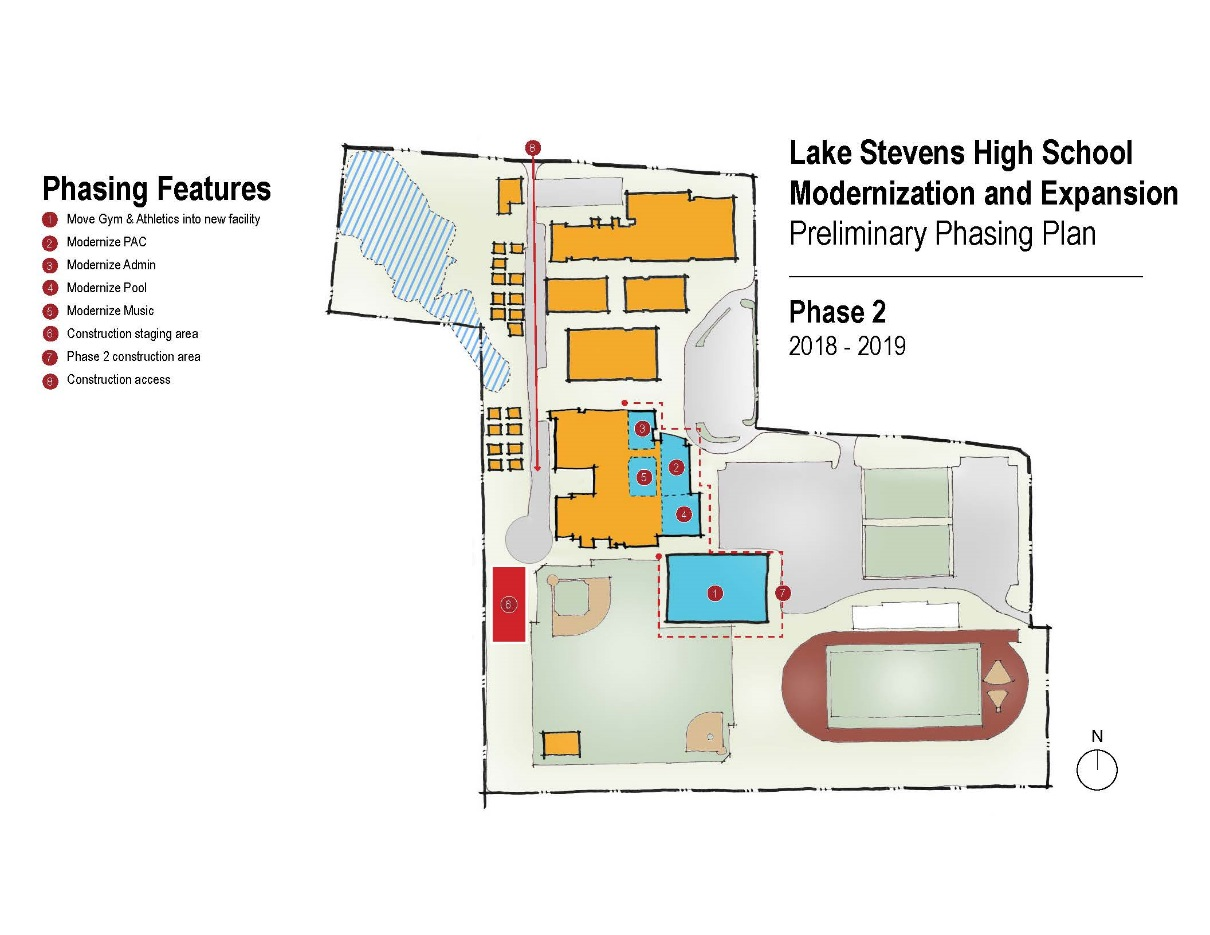 Lake Stevens High School
Modernization and Expansion
Preliminary Phasing Plan
Phase 2
2018 - 2019
Phasing Features
1 Move Gym & Athletics into new facility
2 Modernize PAC
3 Modernize Admin
4 Modernize Pool
5 Modernize Music
6 Construction staging area
7 Phase 2 construction area
8 Construction access
8
3
2
5
4
1
7
6
N